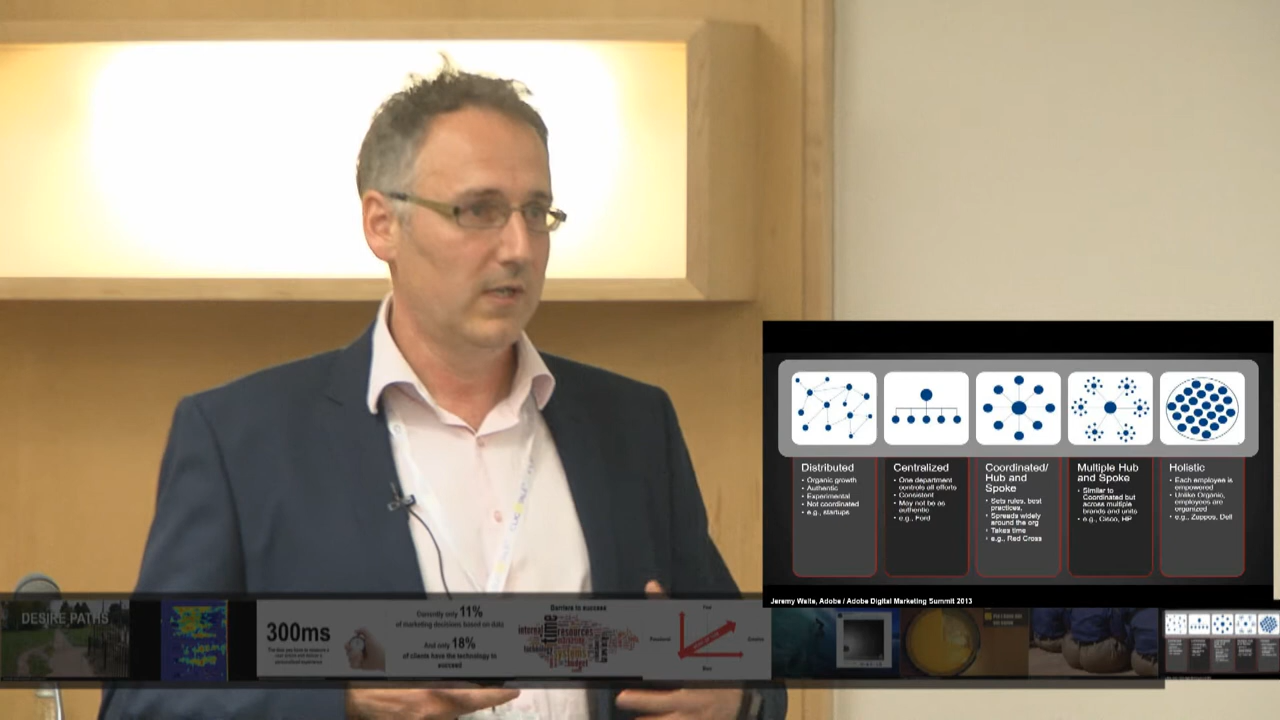 Distributed
• Organic growth
• Authentic
• Experimental
• Not coordinated
• e.g., startups
Centralized
• One department
controls all efforts
• Consistent
• May not be as
authentic
• e.g., Ford
Coordinated/
Hub and
Spoke
• Sets rules, best
practices,
• Spreads widely
around the org
• Takes time
• e.g., Red Cross
Multiple Hub
and Spoke
• Similar to
Coordinated but
across multiple
brands and units
• e.g., Cisco, HP
Holistic
• Each employee is
empowered
• Unlike Organic,
employees are
organized
• e.g., Zappos, Dell
Jeremy Waite, Adobe / Adobe Digital Marketing Summit 2013
DESIRE PATHS
300ms
Currently only 11%
of marketing decisions based on data
And only 18%
of clients have the technology to
succeed
Barriers to success
time
resources
budget